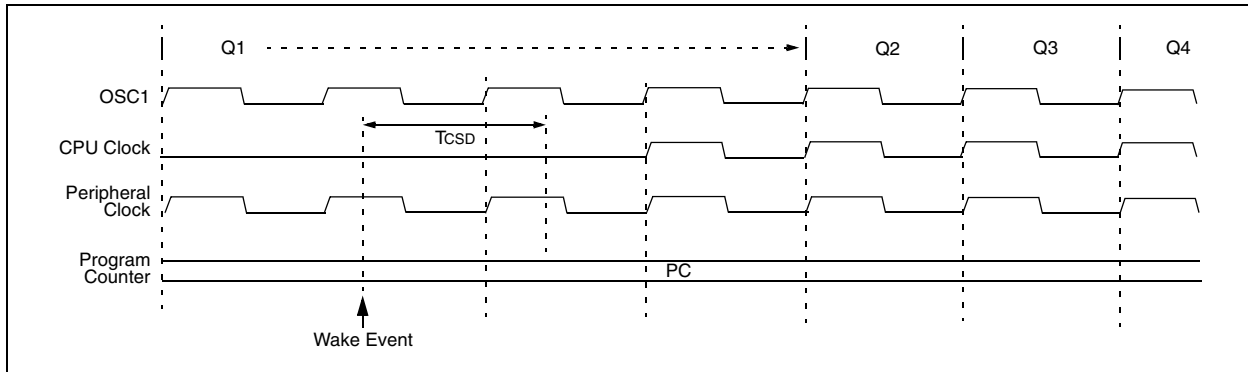 Q1 Q2 Q3 Q4
OSC1
TCSD
CPU Clock
Peripheral
Clock
Program
Counter
PC
Wake Event